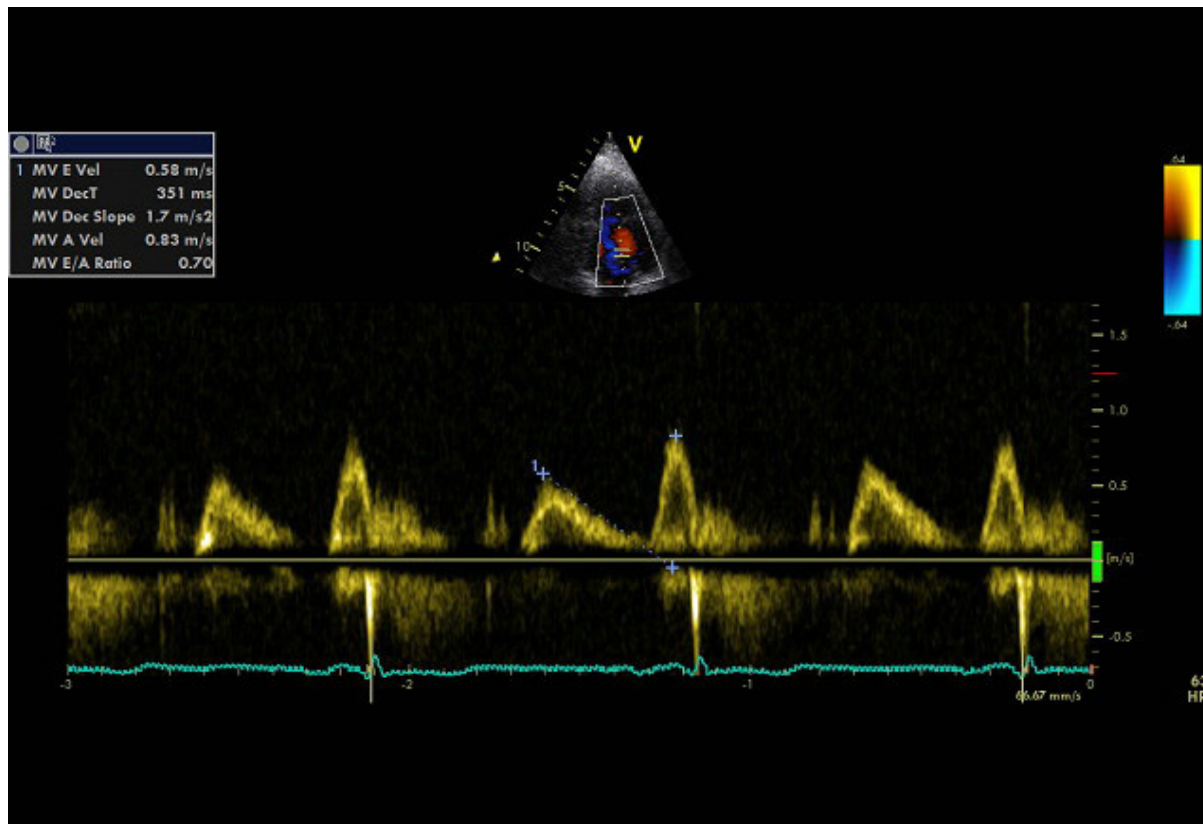 1 MV E Vel 0.58 m/s
MV DecT 351 ms
MV Dec Slope 1.7 m/s2
MV A Vel 0.83 m/s
MV E/A Ratio 0.70
V
5
10
.64
-.64
1.5
1.0
1
0.5
[m/s]
-0.5
-3
-2
-1
0
66.67 mm/s
HR